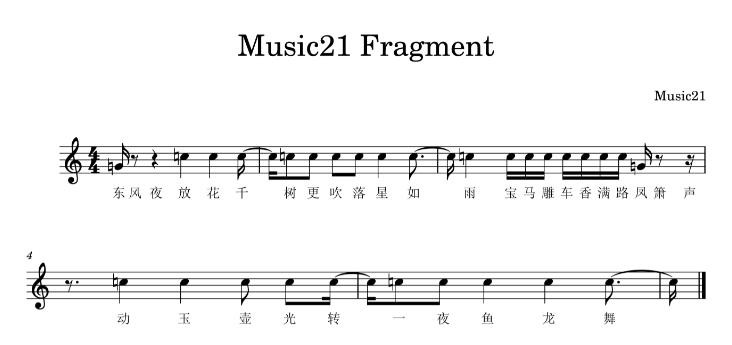 Music21 Fragment
Music21
东风夜 放 花 千 树 更 吹 落 星 如 雨 宝 马 雕 车 香 满 路 凤 箫 声
4
动 玉 壶 光 转 一 夜 鱼 龙 舞